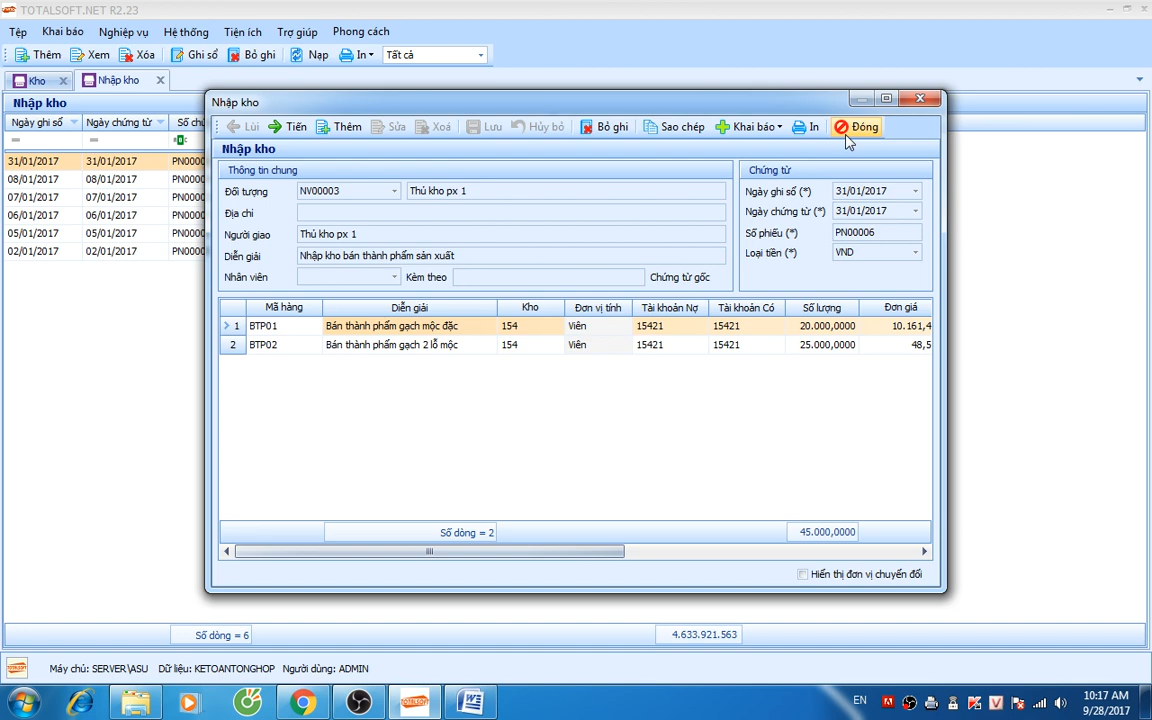 TOTALSOFT.NET R2.23
Tệp Khai báo Nghiệp vụ Hệ thống Tiện ích Trợ giúp Phong cách
Thêm Xem Xóa Ghi sổ Bỏ ghi Nạp In Tất cả
Kho Nhập kho
Nhập kho
Ngày ghi sổ Ngày chứng từ Số chứ
31/01/2017 31/01/2017 PN0000
08/01/2017 08/01/2017 PN0000
07/01/2017 07/01/2017 PN0000
06/01/2017 06/01/2017 PN0000
05/01/2017 05/01/2017 PN0000
02/01/2017 02/01/2017 PN0000
Nhập kho
Lùi Tiến Thêm Sửa Xoá Lưu Hủy bỏ Bỏ ghi Sao chép Khai báo In Đóng
Nhập kho
Thông tin chung
Đối tượng NV00003 Thủ kho px 1
Địa chỉ
Người giao Thủ kho px 1
Diễn giải Nhập kho bán thành phẩm sản xuất
Nhân viên Kèm theo Chứng từ gốc
Chứng từ
Ngày ghi sổ (*) 31/01/2017
Ngày chứng từ (*) 31/01/2017
Số phiếu (*) PN00006
Loại tiền (*) VND
Mã hàng Diễn giải Kho Đơn vị tính Tài khoản Nợ Tài khoản Có Số lượng Đơn giá
1 BTP01 Bán thành phẩm gạch mộc đặc 154 Viên 15421 15421 20.000,0000 10.161,4
2 BTP02 Bán thành phẩm gạch 2 lỗ mộc 154 Viên 15421 15421 25.000,0000 48,5
Số dòng = 2 45.000,0000
Hiển thị đơn vị chuyển đổi
Số dòng = 6 4.633.921.563
Máy chủ: SERVER\ASU Dữ liệu: KETOANTONGHOP Người dùng: ADMIN
EN 10:17 AM
9/28/2017